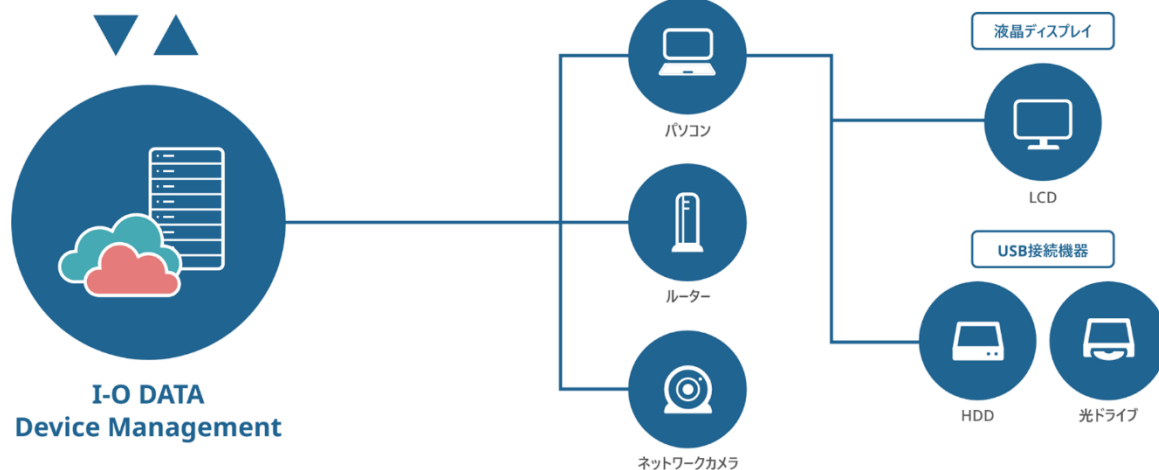 I-O DATA
Device Management
パソコン
ルーター
ネットワークカメラ
液晶ディスプレイ
LCD
USB接続機器
HDD
光ドライブ